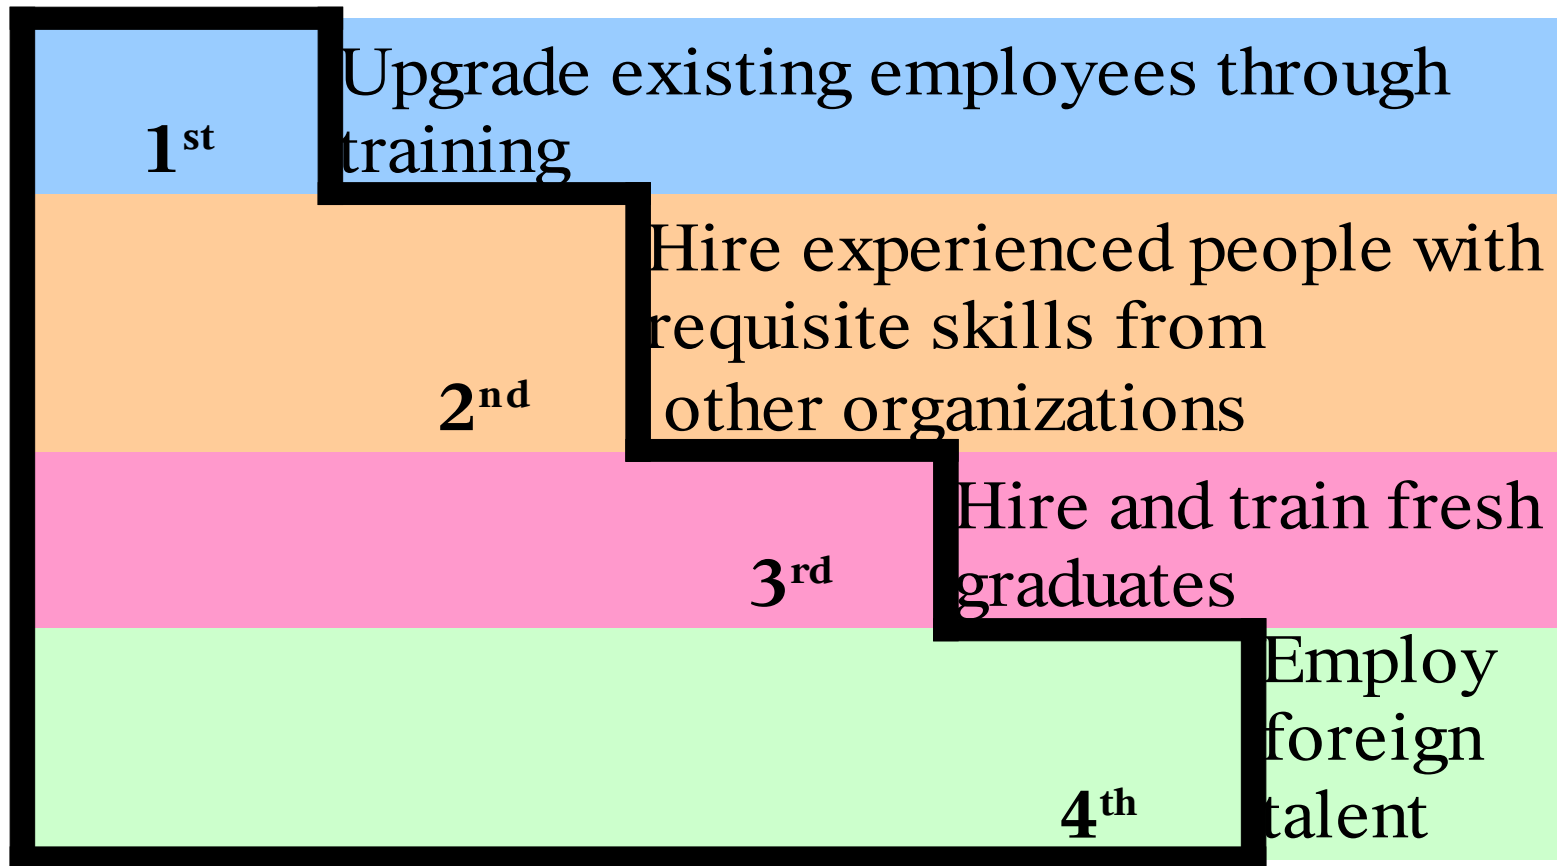 Upgrade existing employees through
1st training
Hire experienced people with
requisite skills from
2nd other organizations
Hire and train fresh
3rd graduates
Employ
foreign
4th talent